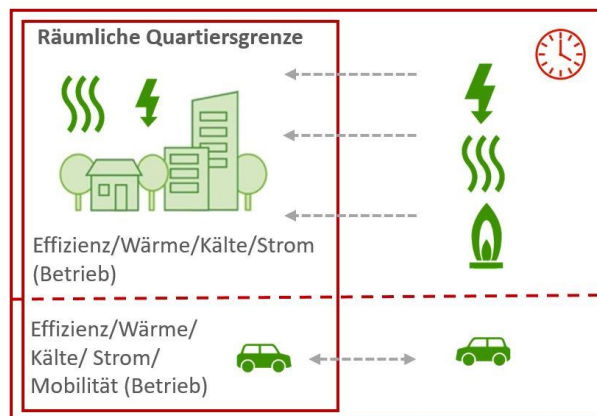 Räumliche Quartiersgrenze
Effizienz/Wärme/Kälte/Strom
(Betrieb)
Effizienz/Wärme/
Kälte/ Strom/
Mobilität (Betrieb)